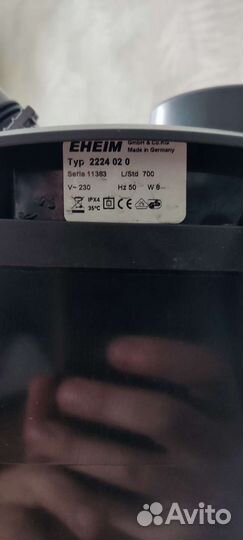 EHEIM GmbH & Co.KG
Made in Germany
Typ 2224 02 0
Serie 11383 L/Std 700
V~ 230 Hz 50 W 8
IPX4
35°C
Avito